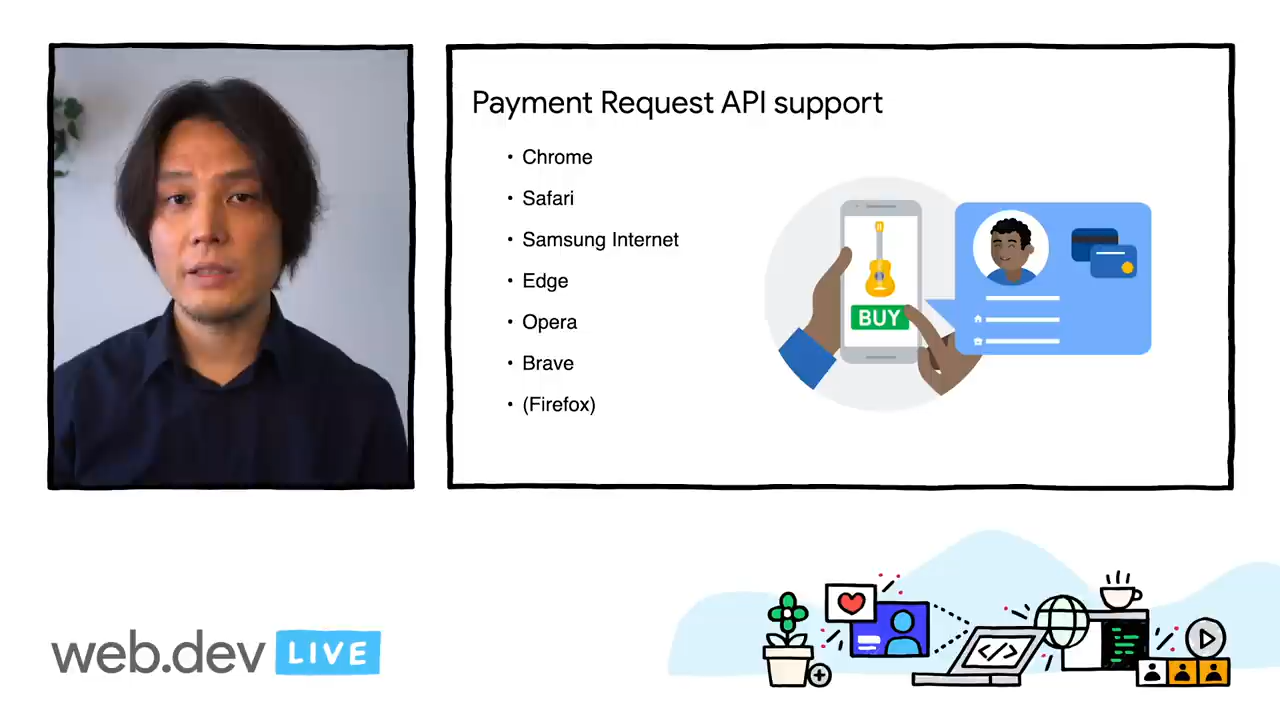 Payment Request API support
• Chrome
• Safari
• Samsung Internet
• Edge
• Opera
• Brave
• (Firefox)
BUY
web.dev LIVE
</>